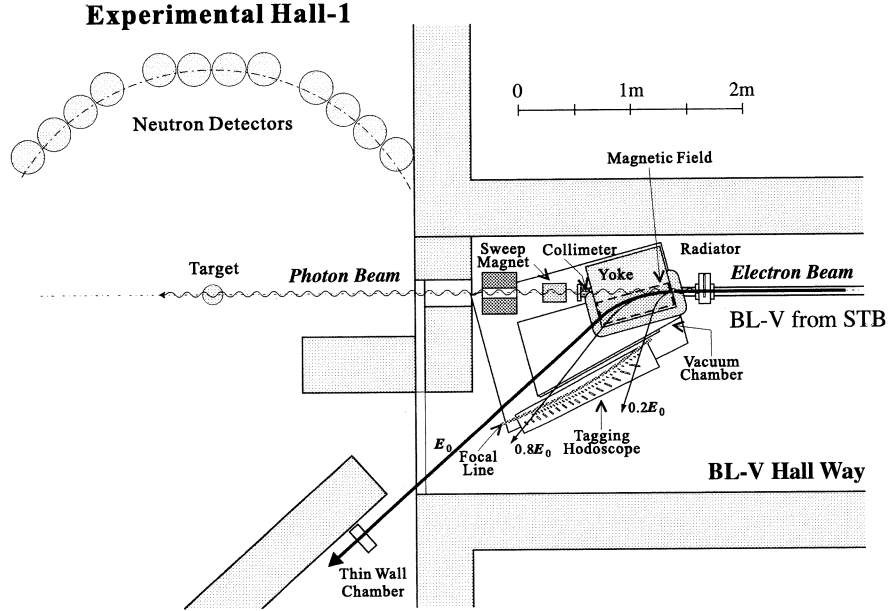 Experimental Hall-1
Neutron Detectors
0 1m 2m
Magnetic Field
Target
Photon Beam
Sweep
Magnet
Collimeter
Yoke
Radiator
Electron Beam
BL-V from STB
Vacuum
Chamber
0.2E₀
E₀
Focal
Line
0.8E₀
Tagging
Hodoscope
BL-V Hall Way
Thin Wall
Chamber